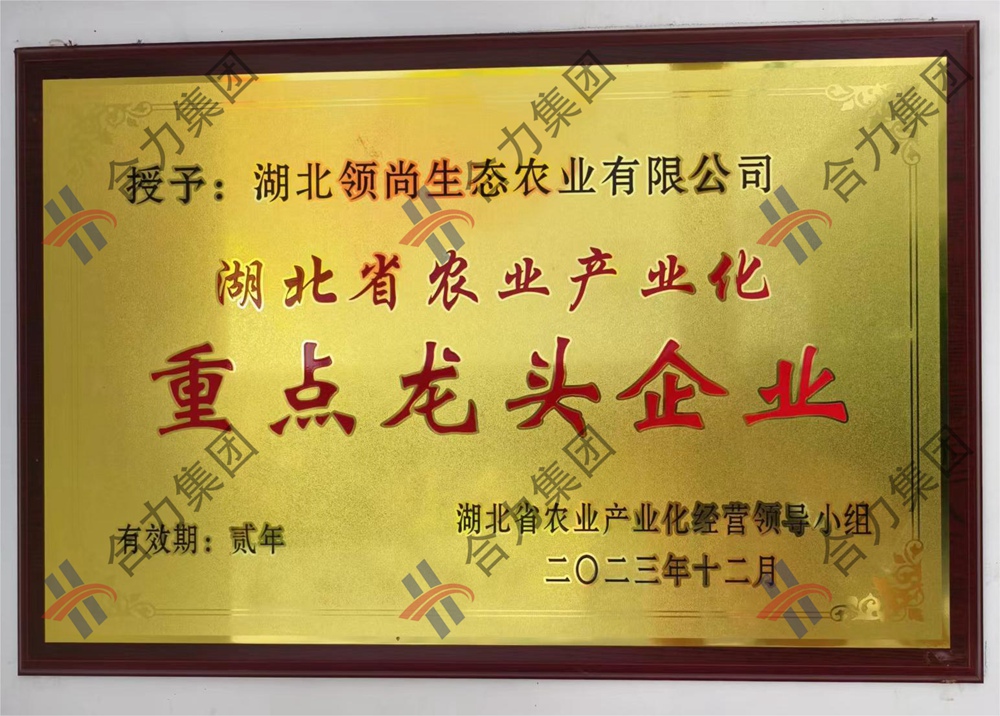 授予：湖北领尚生态农业有限公司
湖北省农业产业化
重点龙头企业
有效期：贰年
湖北省农业产业化经营领导小组
二〇二三年十二月
合力集团
合力集团
合力集团
合力集团
合力集团
合力集团